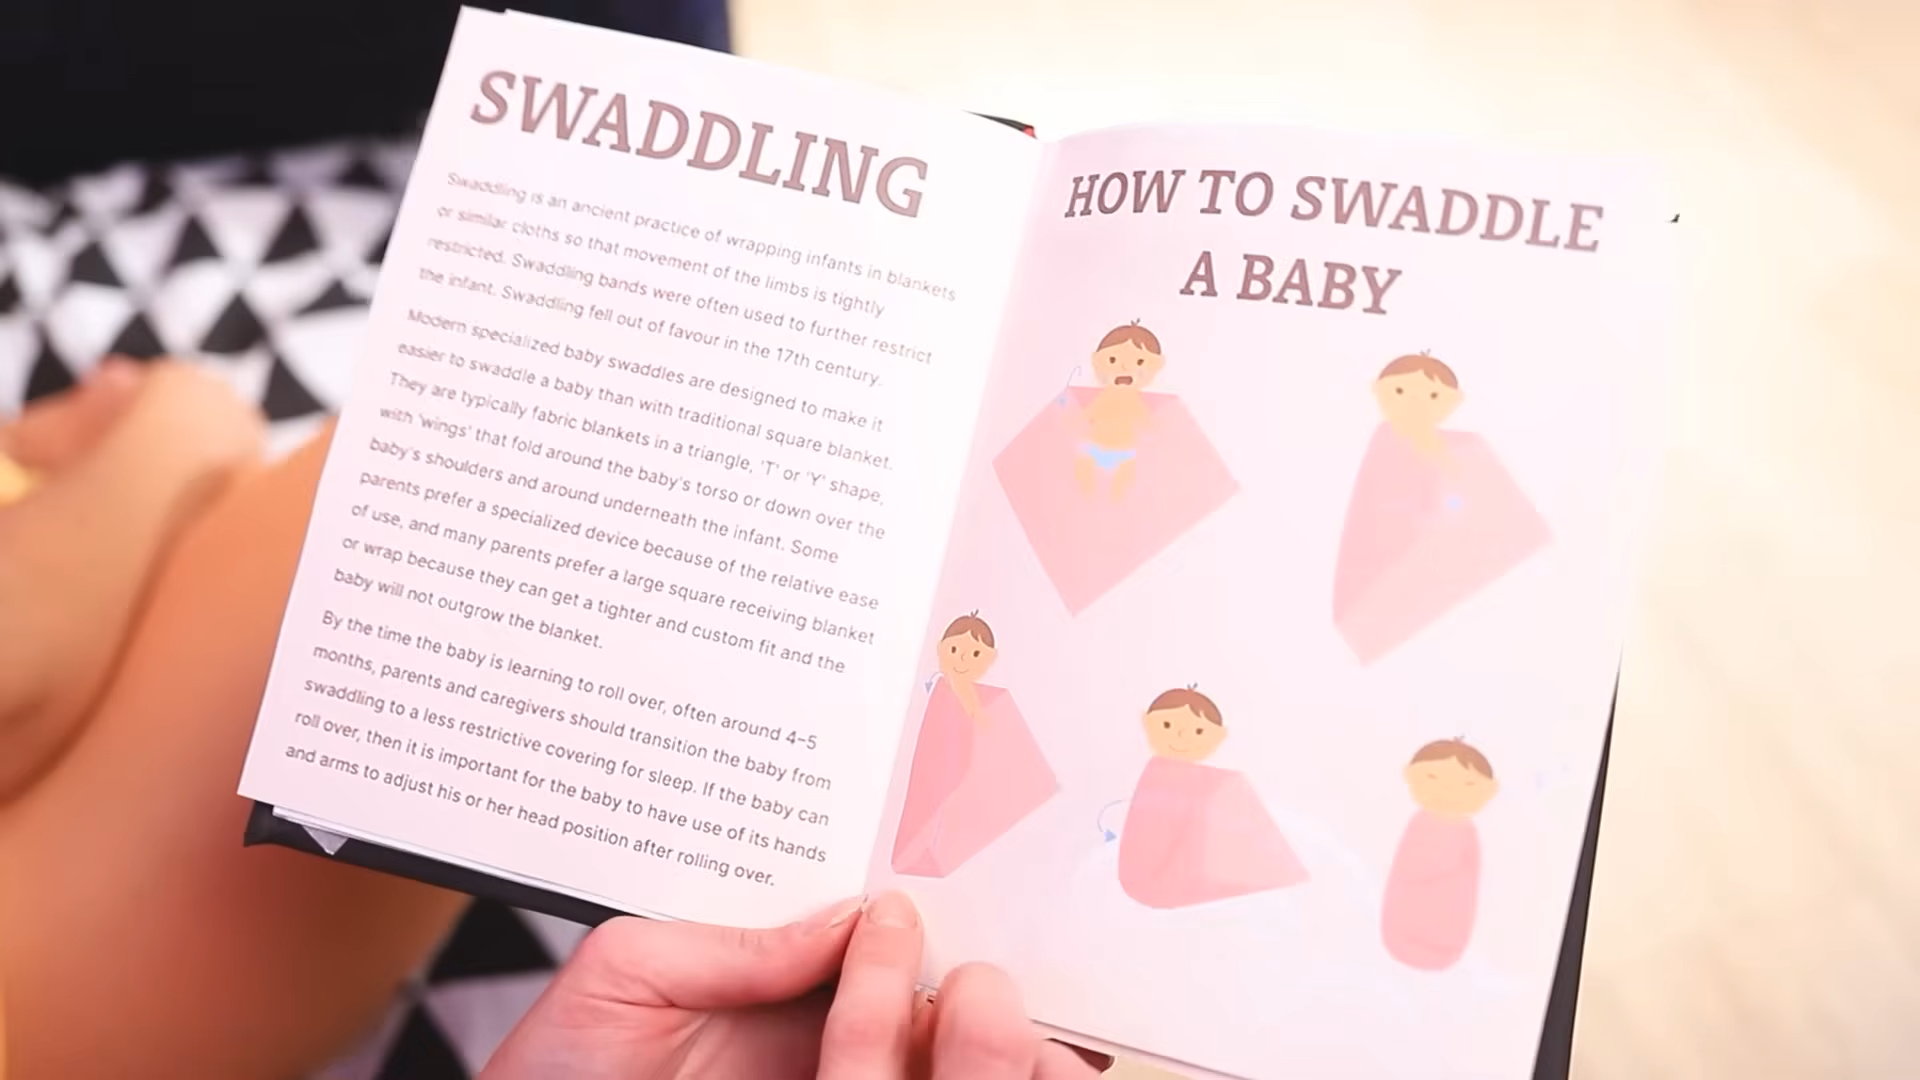 SWADDLING
Swaddling is an ancient practice of wrapping infants in blankets
or similar cloths so that movement of the limbs is tightly
restricted. Swaddling bands were often used to further restrict
the infant. Swaddling fell out of favour in the 17th century.
Modern specialized baby swaddles are designed to make it
easier to swaddle a baby than with traditional square blanket.
They are typically fabric blankets in a triangle, 'T' or 'Y' shape,
with 'wings' that fold around the baby's torso or down over the
baby's shoulders and around underneath the infant. Some
parents prefer a specialized device because of the relative ease
of use, and many parents prefer a large square receiving blanket
or wrap because they can get a tighter and custom fit and the
baby will not outgrow the blanket.
By the time the baby is learning to roll over, often around 4-5
months, parents and caregivers should transition the baby from
swaddling to a less restrictive covering for sleep. If the baby can
roll over, then it is important for the baby to have use of its hands
and arms to adjust his or her head position after rolling over.
HOW TO SWADDLE
A BABY